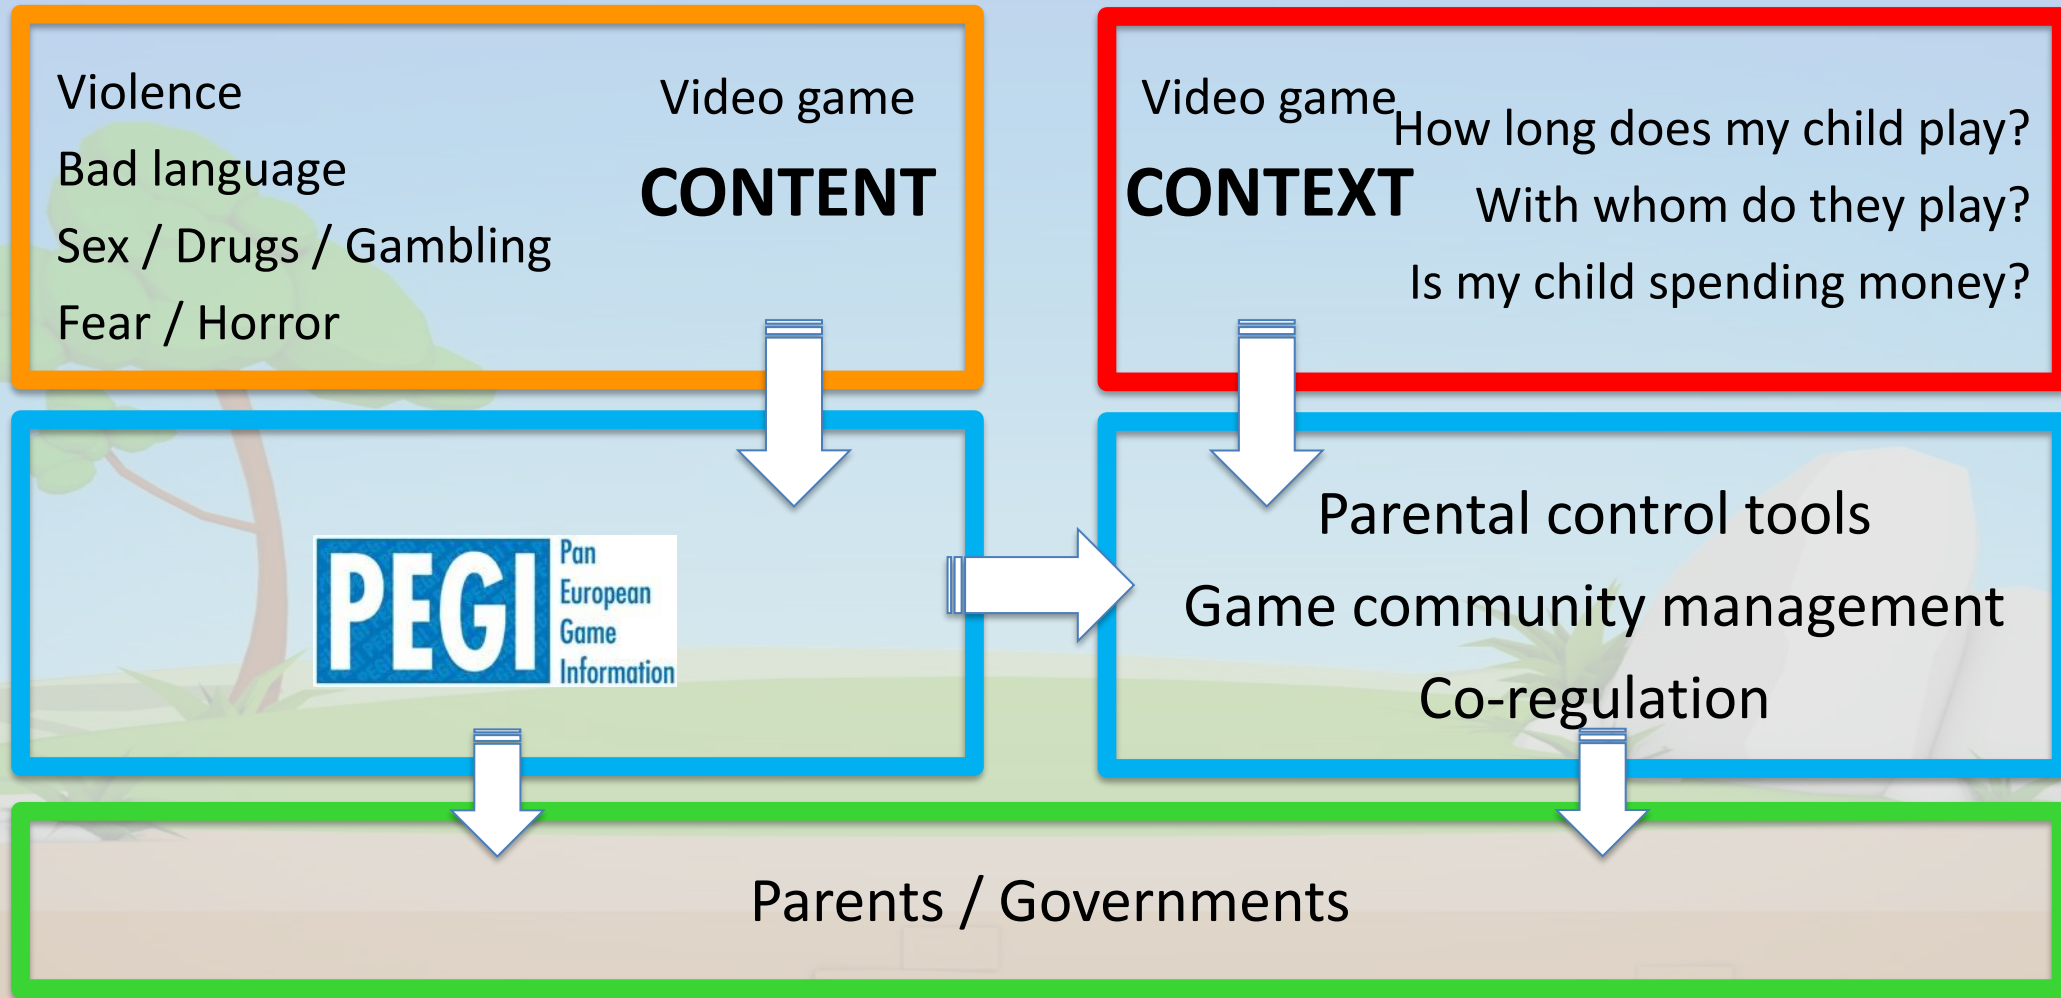 Violence
Bad language
Sex / Drugs / Gambling
Fear / Horror
Video game
CONTENT
Video game
CONTEXT
How long does my child play?
With whom do they play?
Is my child spending money?
PEGI
Pan
European
Game
Information
Parental control tools
Game community management
Co-regulation
Parents / Governments